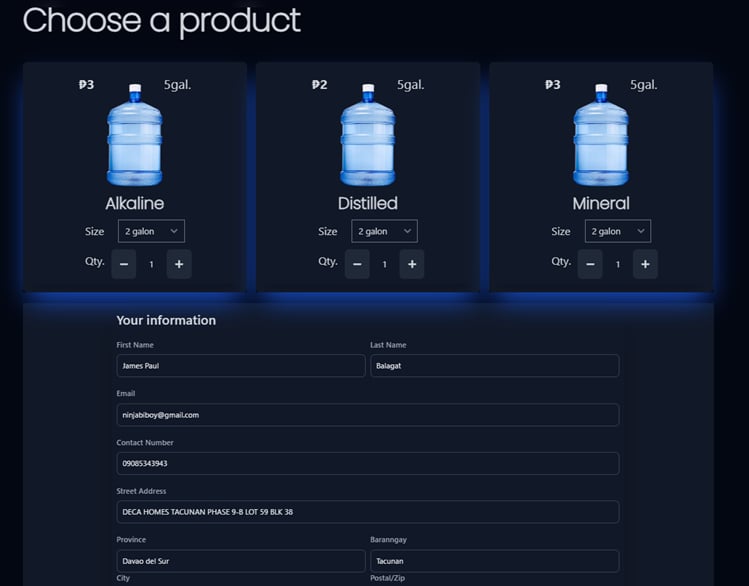 Choose a product
₱3 5gal. ₱2 5gal. ₱3 5gal.
Alkaline Distilled Mineral
Size 2 galon Size 2 galon Size 2 galon
Qty. − 1 + Qty. − 1 + Qty. − 1 +
Your information
First Name Last Name
James Paul Balagat
Email
ninjabiboy@gmail.com
Contact Number
09085343943
Street Address
DECA HOMES TACUNAN PHASE 9-B LOT 59 BLK 38
Province Baranngay
Davao del Sur Tacunan
City Postal/Zip